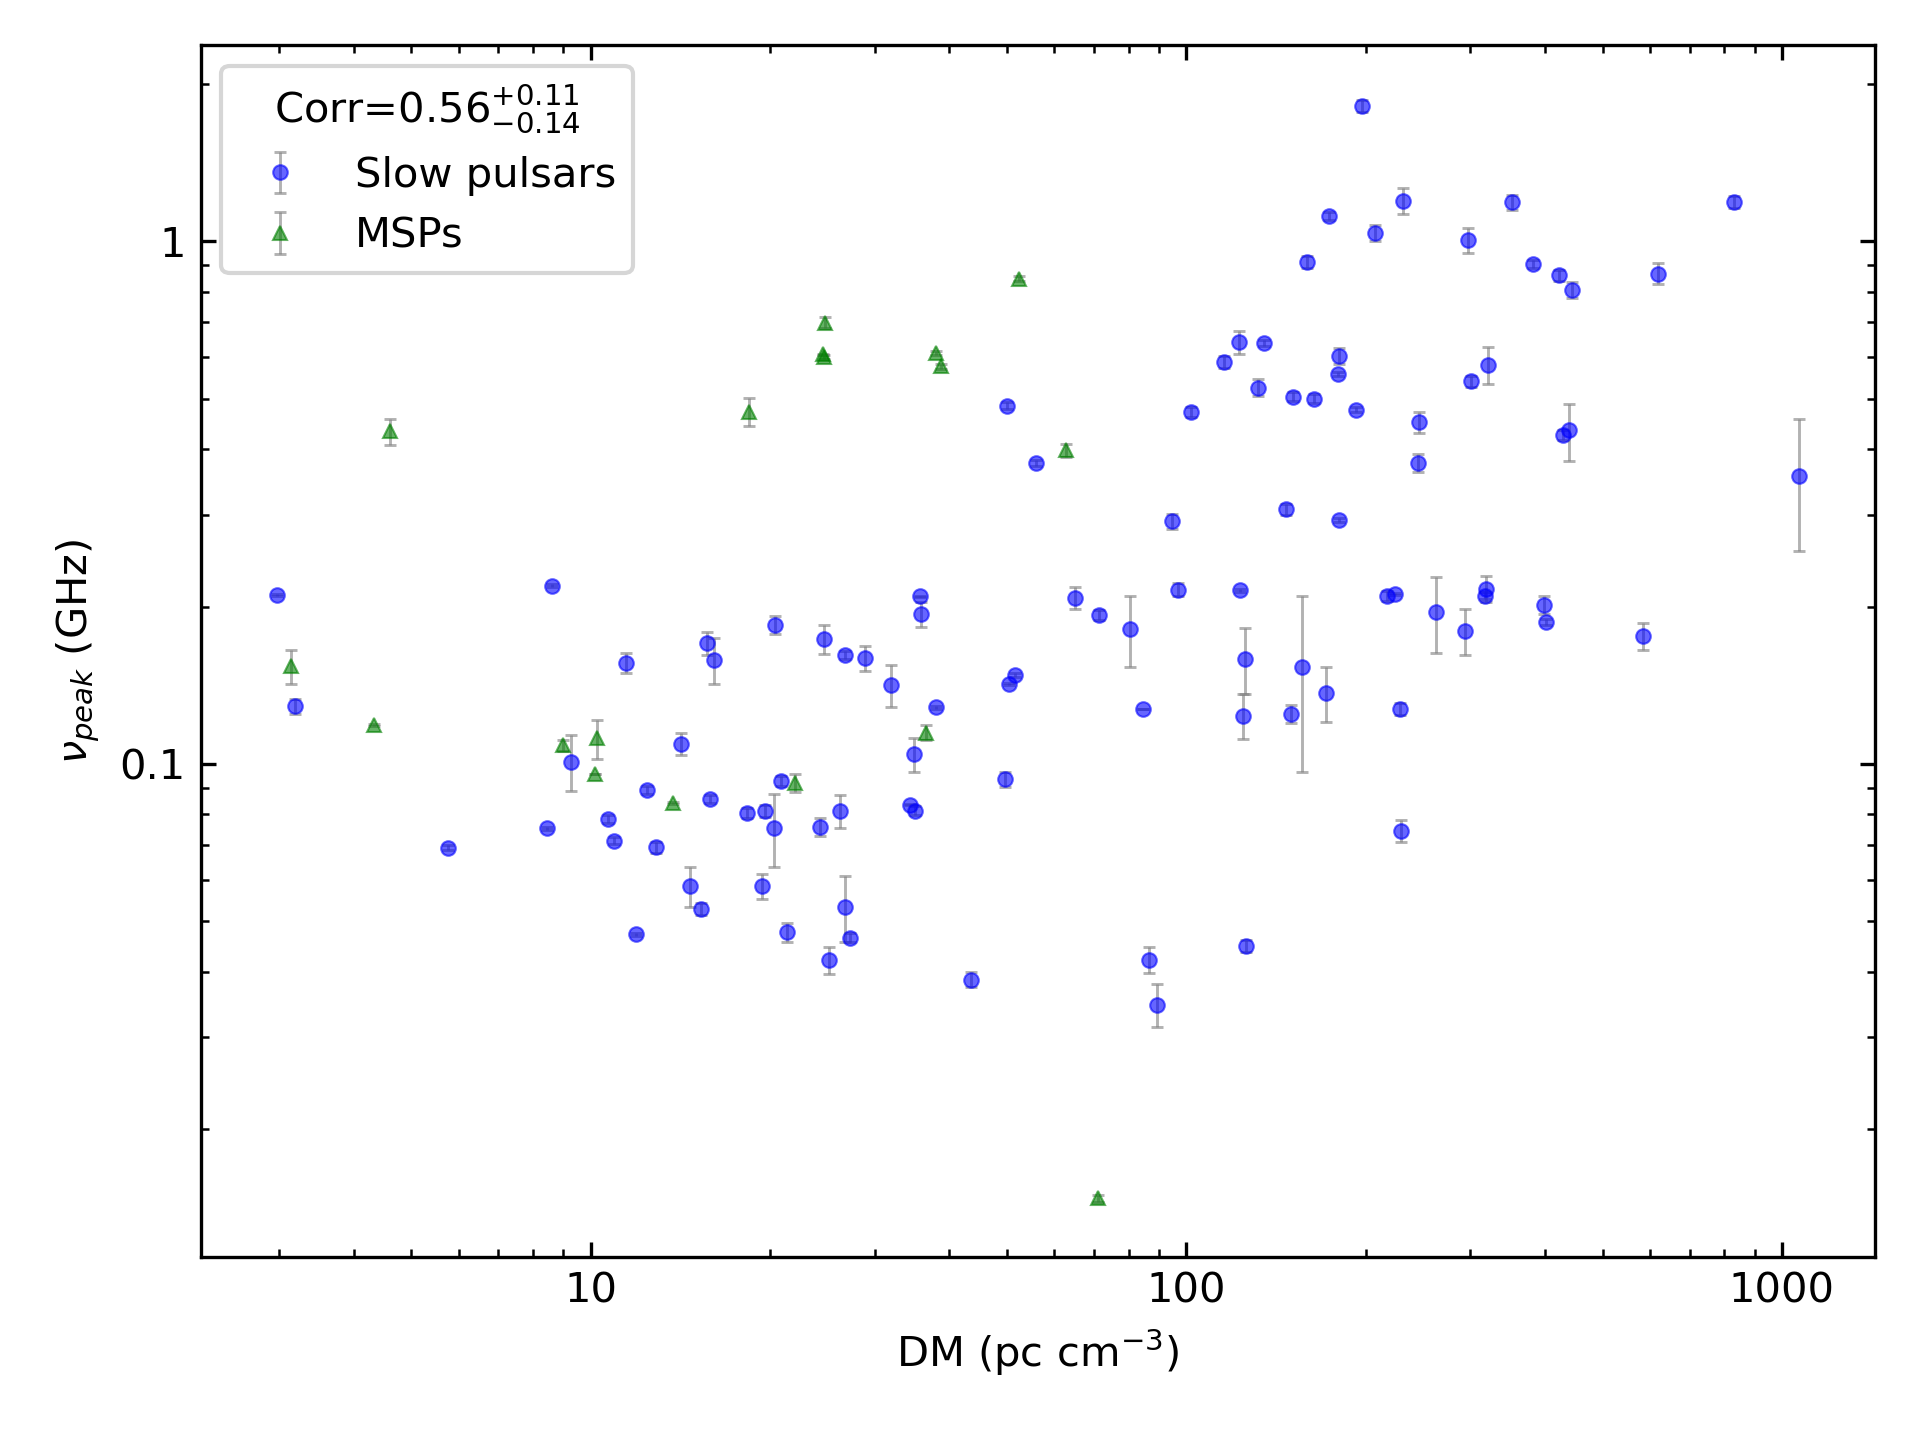 Corr=0.56$^{+0.11}_{-0.14}$
Slow pulsars
MSPs
1
0.1
$\nu_{peak}$ (GHz)
10
100
1000
DM (pc cm$^{-3}$)